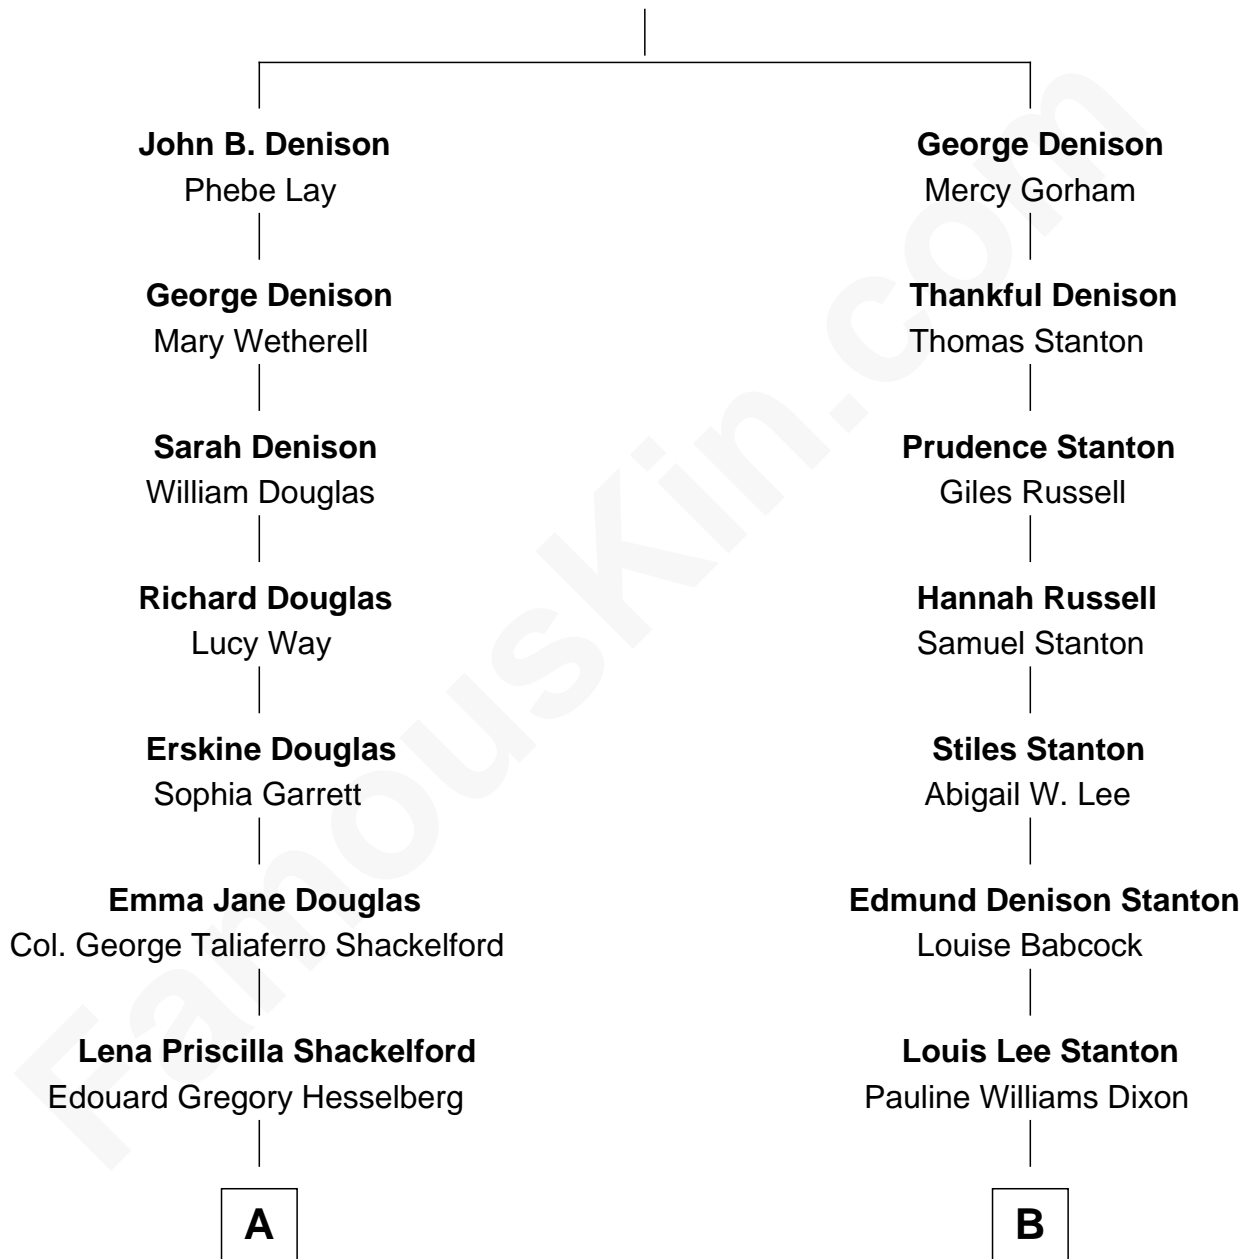 John B. Denison
Phebe Lay
George Denison
Mary Wetherell
Sarah Denison
William Douglas
Richard Douglas
Lucy Way
Erskine Douglas
Sophia Garrett
Emma Jane Douglas
Col. George Taliaferro Shackelford
Lena Priscilla Shackelford
Edouard Gregory Hesselberg
A
George Denison
Mercy Gorham
Thankful Denison
Thomas Stanton
Prudence Stanton
Giles Russell
Hannah Russell
Samuel Stanton
Stiles Stanton
Abigail W. Lee
Edmund Denison Stanton
Louise Babcock
Louis Lee Stanton
Pauline Williams Dixon
B
FamousKin.com